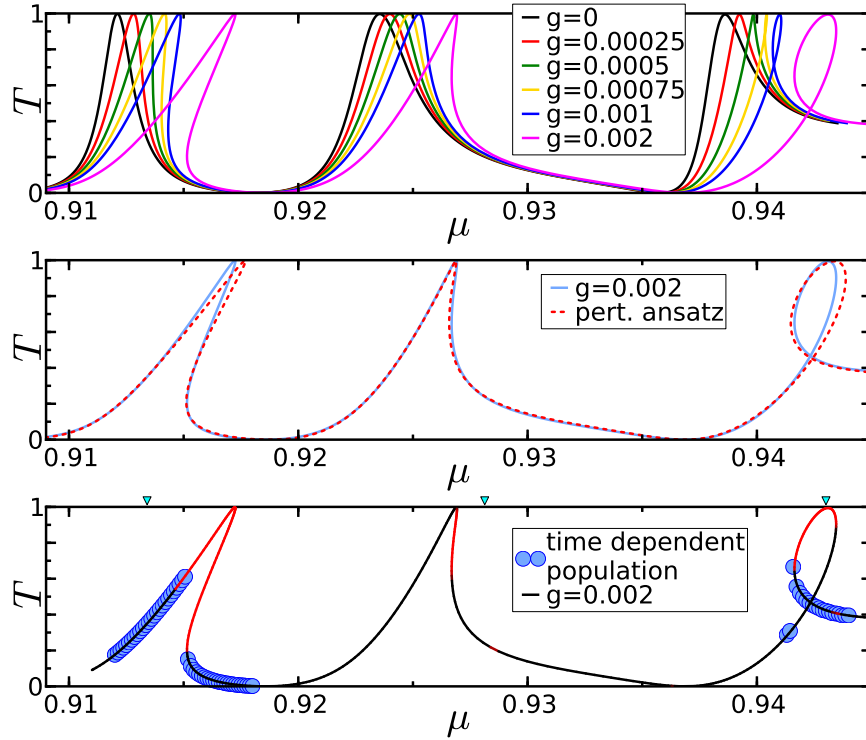 1
T
0
g=0
g=0.00025
g=0.0005
g=0.00075
g=0.001
g=0.002
0.91
0.92
0.93
0.94
μ
1
T
0
g=0.002
pert. ansatz
0.91
0.92
0.93
0.94
μ
1
T
0
time dependent
population
g=0.002
0.91
0.92
0.93
0.94
μ